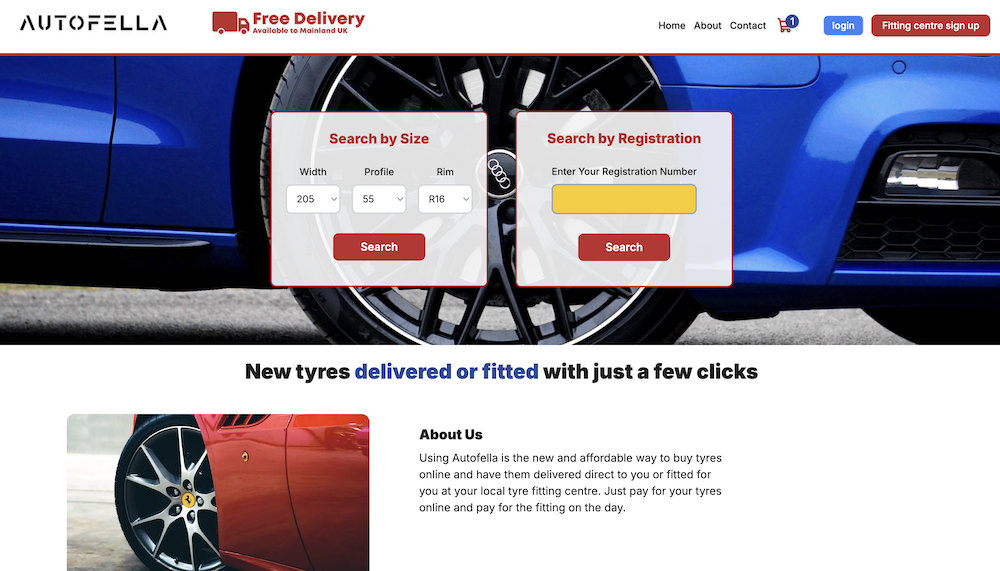 AUTOFELLA
Free Delivery
Available to Mainland UK
Home About Contact 1 login Fitting centre sign up
Search by Size
Width Profile Rim
205 55 R16
Search
Search by Registration
Enter Your Registration Number
Search
New tyres delivered or fitted with just a few clicks
About Us
Using Autofella is the new and affordable way to buy tyres
online and have them delivered direct to you or fitted for
you at your local tyre fitting centre. Just pay for your tyres
online and pay for the fitting on the day.